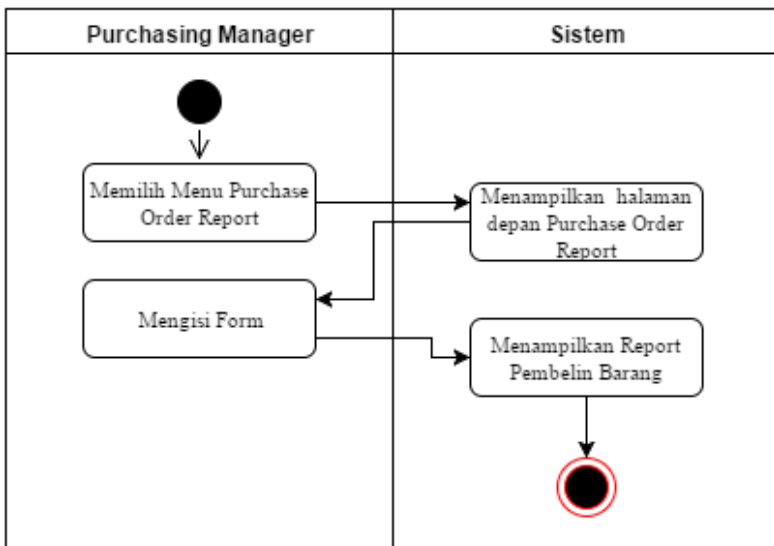 Purchasing Manager
Sistem
Memilih Menu Purchase
Order Report
Menampilkan halaman
depan Purchase Order
Report
Mengisi Form
Menampilkan Report
Pembelin Barang